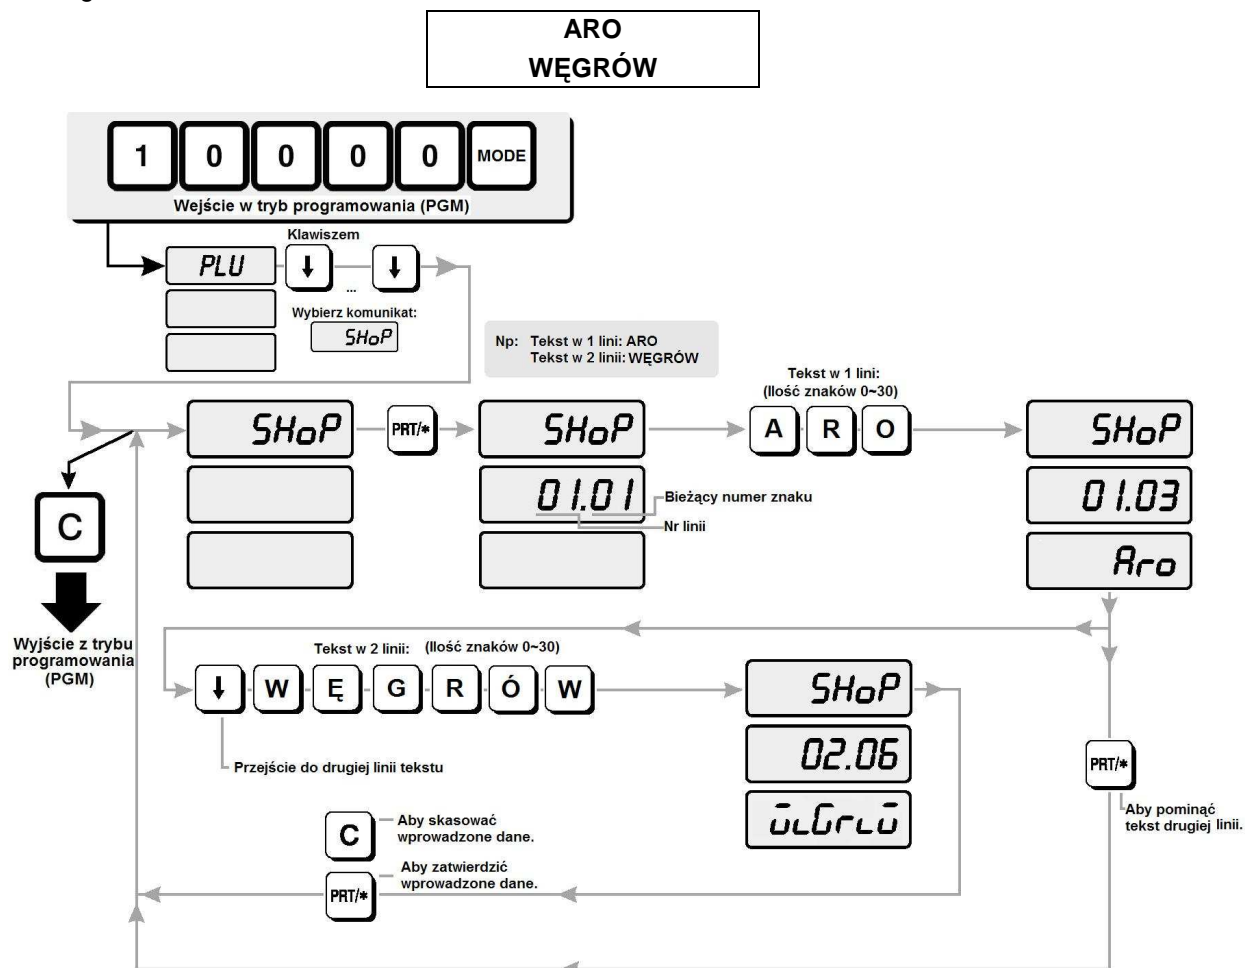 ARO
WĘGRÓW
1 0 0 0 0 MODE
Wejście w tryb programowania (PGM)
Klawiszem
PLU ↓ ... ↓
Wybierz komunikat:
SHoP
Np: Tekst w 1 lini: ARO
Tekst w 2 linii: WĘGRÓW
Tekst w 1 lini:
(Ilość znaków 0~30)
SHoP PRT/* SHoP A R O SHoP
01.01 01.03
Bieżący numer znaku
Nr linii
Aro
C
Wyjście z trybu
programowania
(PGM)
Tekst w 2 linii: (Ilość znaków 0~30)
↓ W Ę G R Ó W SHoP
Przejście do drugiej linii tekstu
02.06
PRT/*
Aby pominąć
tekst drugiej linii.
C
Aby skasować
wprowadzone dane.
PRT/*
Aby zatwierdzić
wprowadzone dane.